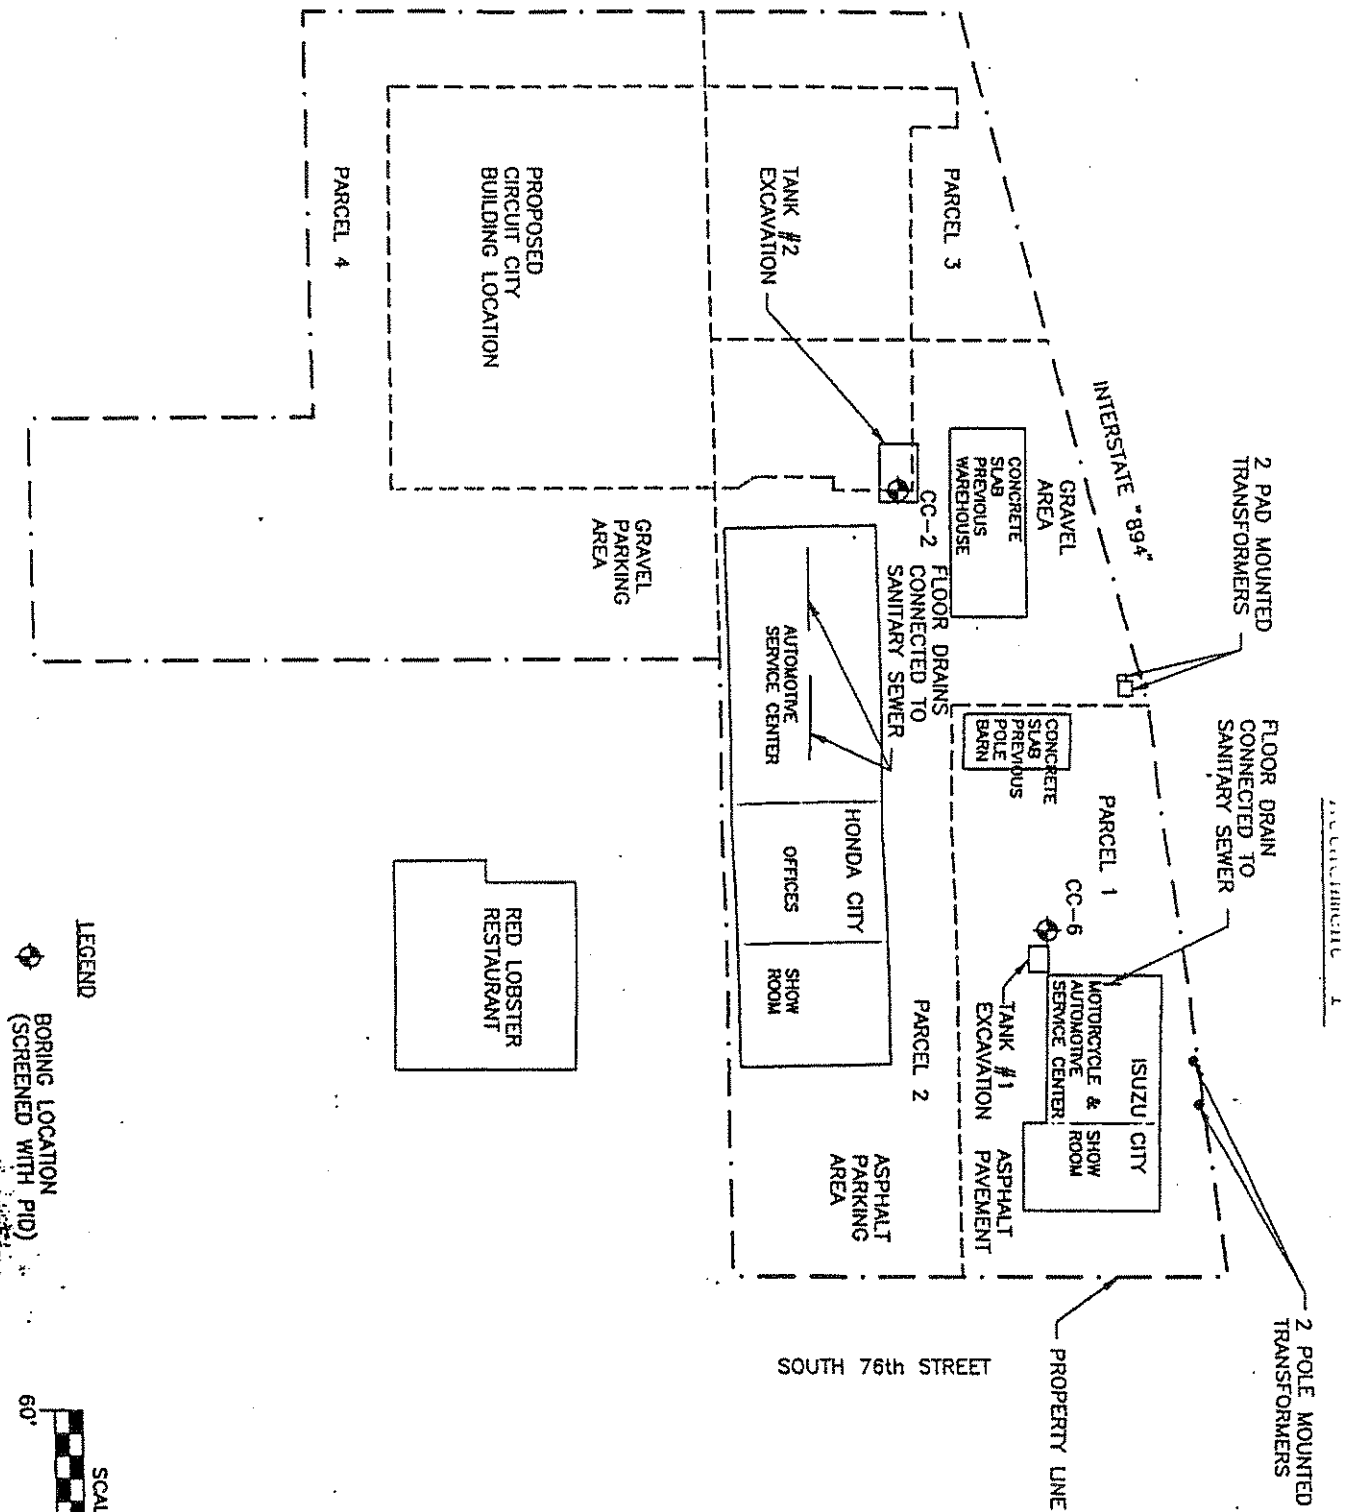 2 POLE MOUNTED
TRANSFORMERS
2 PAD MOUNTED
TRANSFORMERS
FLOOR DRAIN
CONNECTED TO
SANITARY SEWER
INTERSTATE "894"
GRAVEL
AREA
CONCRETE
SLAB
PREVIOUS
WAREHOUSE
CONCRETE
SLAB
PREVIOUS
POLE
BARN
PARCEL 1
CC-6
ISUZU CITY
MOTORCYCLE &
AUTOMOTIVE
SERVICE CENTER
SHOW
ROOM
TANK #1
EXCAVATION
ASPHALT
PAVEMENT
PROPERTY LINE
PARCEL 3
TANK #2
EXCAVATION
CC-2
FLOOR DRAINS
CONNECTED TO
SANITARY SEWER
PARCEL 2
HONDA CITY
AUTOMOTIVE
SERVICE CENTER
OFFICES
SHOW
ROOM
ASPHALT
PARKING
AREA
SOUTH 76th STREET
GRAVEL
PARKING
AREA
PROPOSED
CIRCUIT CITY
BUILDING LOCATION
RED LOBSTER
RESTAURANT
PARCEL 4
LEGEND
BORING LOCATION
(SCREENED WITH PID)
SCAL
60'